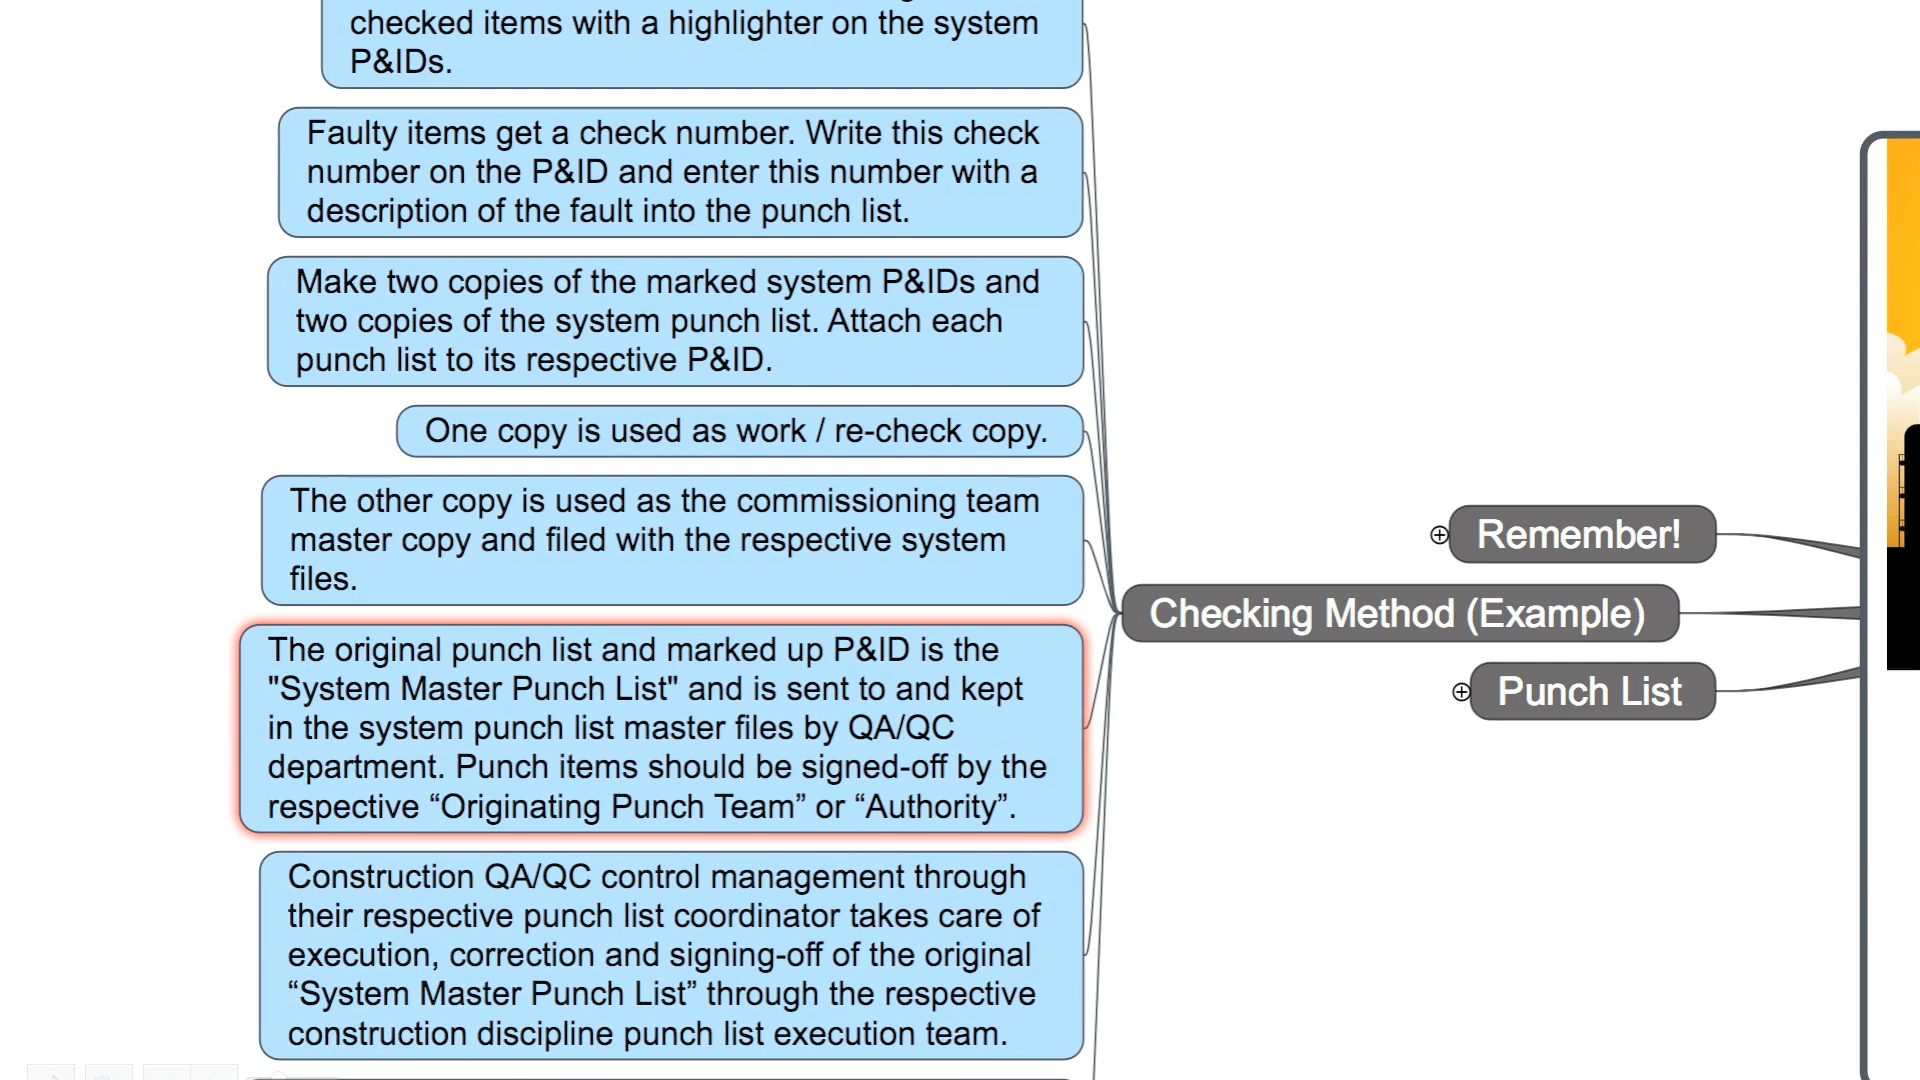 checked items with a highlighter on the system
P&IDs.
Faulty items get a check number. Write this check
number on the P&ID and enter this number with a
description of the fault into the punch list.
Make two copies of the marked system P&IDs and
two copies of the system punch list. Attach each
punch list to its respective P&ID.
One copy is used as work / re-check copy.
The other copy is used as the commissioning team
master copy and filed with the respective system
files.
The original punch list and marked up P&ID is the
"System Master Punch List" and is sent to and kept
in the system punch list master files by QA/QC
department. Punch items should be signed-off by the
respective “Originating Punch Team” or “Authority”.
Construction QA/QC control management through
their respective punch list coordinator takes care of
execution, correction and signing-off of the original
“System Master Punch List” through the respective
construction discipline punch list execution team.
Remember!
Checking Method (Example)
Punch List